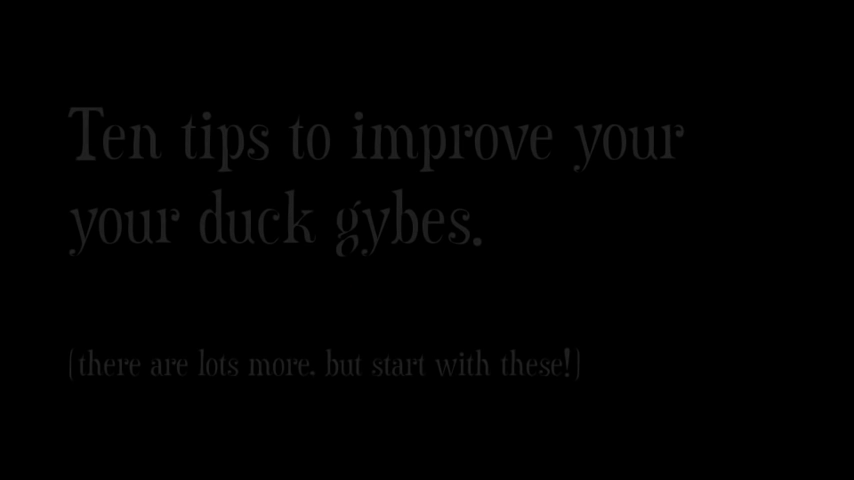 Ten tips to improve your
your duck gybes.
(there are lots more. but start with these!)